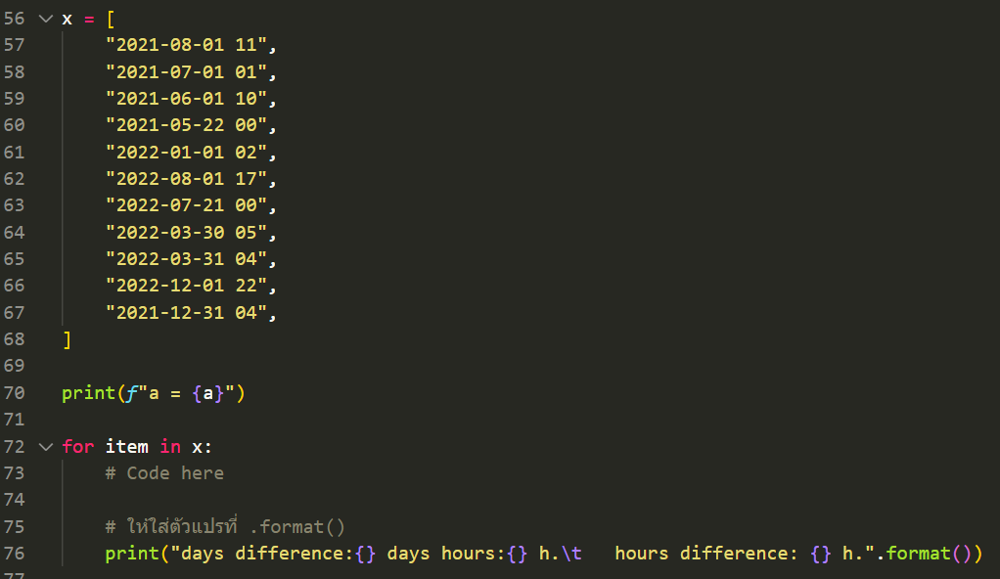 56 x = [
57 "2021-08-01 11",
58 "2021-07-01 01",
59 "2021-06-01 10",
60 "2021-05-22 00",
61 "2022-01-01 02",
62 "2022-08-01 17",
63 "2022-07-21 00",
64 "2022-03-30 05",
65 "2022-03-31 04",
66 "2022-12-01 22",
67 "2021-12-31 04",
68 ]
69
70 print(f"a = {a}")
71
72 for item in x:
73 # Code here
74
75 # ให้ใส่ตัวแปรที่ .format()
76 print("days difference:{} days hours:{} h.\t   hours difference: {} h.".format())
77